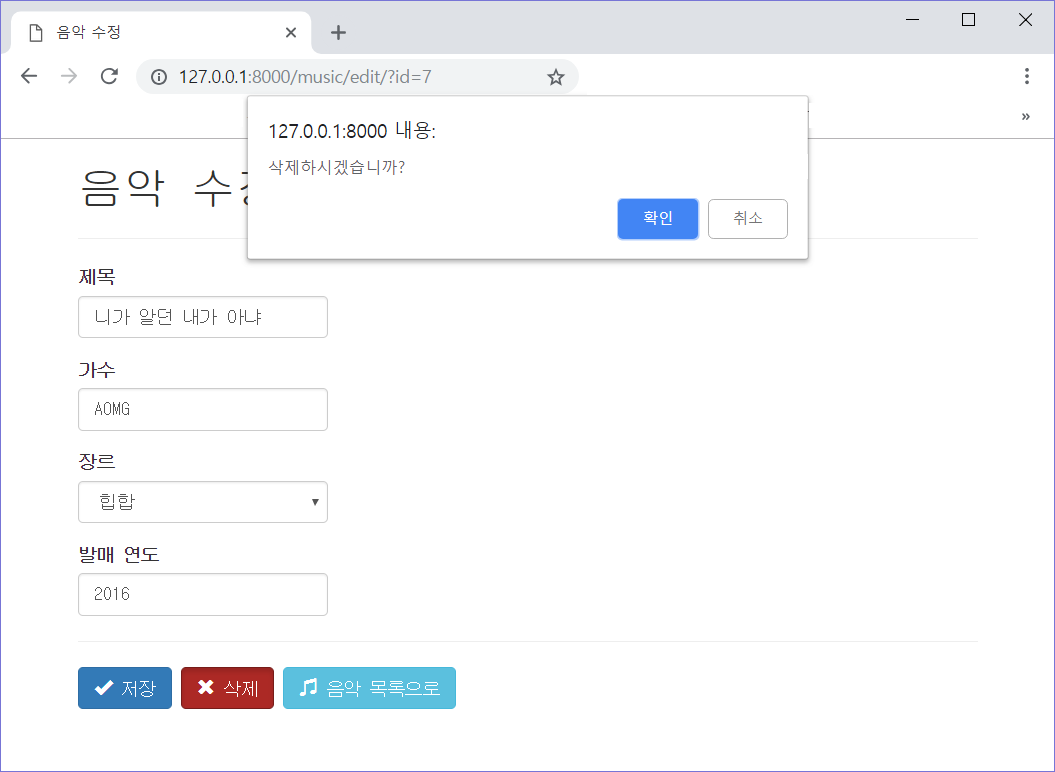 음악 수정
127.0.0.1:8000/music/edit/?id=7
»
127.0.0.1:8000 내용:
삭제하시겠습니까?
확인 취소
음악 수정
제목
니가 알던 내가 아냐
가수
AOMG
장르
힙합
발매 연도
2016
저장 삭제 음악 목록으로